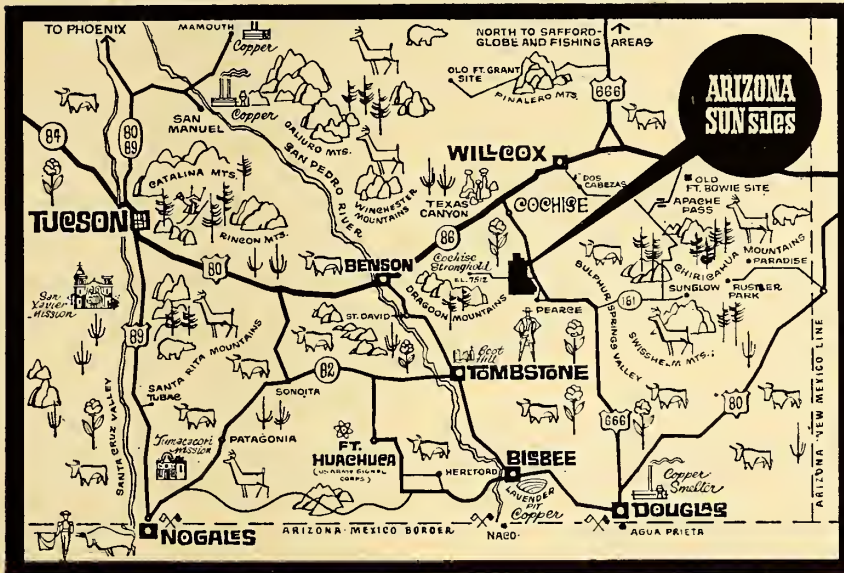 TO PHOENIX
MAMOUTH
Copper
NORTH TO SAFFORD-
GLOBE AND FISHING AREAS
OLD FT. GRANT
SITE
PINALERO MTS.
666
ARIZONA
SUN sites
84
80
89
SAN
MANUEL
Copper
GALIURO MTS.
SAN PEDRO RIVER
WILLCOX
DOS
CABEZAS
OLD
FT. BOWIE SITE
APACHE
PASS
CATALINA MTS.
WINCHESTER
MOUNTAINS
TEXAS
CANYON
COCHISE
TUCSON
RINCON MTS.
86
80
BENSON
Cochise
Stronghold
EL. 7512
DRAGOON MOUNTAINS
CHIRICAHUA MOUNTAINS
PARADISE
SULPHUR SPRINGS
VALLEY
181
SUNGLOW
RUSTLER
PARK
San
Xavier
Mission
89
ST. DAVID
PEARCE
SWISSHELM MTS.
SANTA RITA MOUNTAINS
Boot
Hill
TOMBSTONE
82
SONOITA
TUBAC
666
80
SANTA CRUZ VALLEY
Tumacacori
Mission
PATAGONIA
FT.
HUACHUCA
(US ARMY SIGNAL
CORPS)
HEREFORD
BISBEE
LAVENDER
PIT
Copper
Copper
Smelter
DOUGLAS
ARIZONA NEW MEXICO LINE
NOGALES
ARIZONA-MEXICO BORDER
NACO
AGUA PRIETA